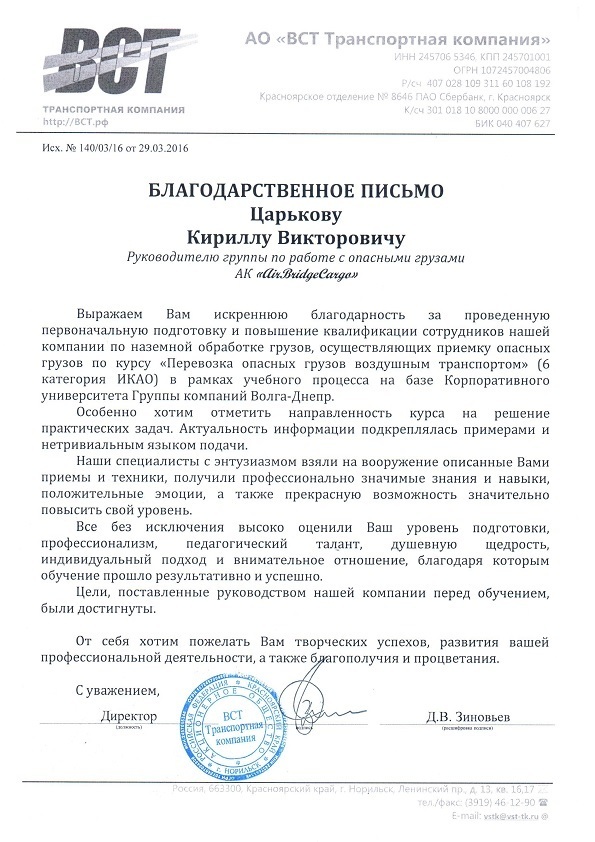 ВСТ
ТРАНСПОРТНАЯ КОМПАНИЯ
http://ВСТ.рф
АО «ВСТ Транспортная компания»
ИНН 245706 5346, КПП 245701001
ОГРН 1072457004806
Р/сч 407 028 109 311 60 108 192
Красноярское отделение № 8646 ПАО Сбербанк, г. Красноярск
К/сч 301 018 10 8000 000 006 27
БИК 040 407 627
Исх. № 140/03/16 от 29.03.2016
БЛАГОДАРСТВЕННОЕ ПИСЬМО
Царькову
Кириллу Викторовичу
Руководителю группы по работе с опасными грузами
АК «AirBridgeCargo»
Выражаем Вам искреннюю благодарность за проведенную
первоначальную подготовку и повышение квалификации сотрудников нашей
компании по наземной обработке грузов, осуществляющих приемку опасных
грузов по курсу «Перевозка опасных грузов воздушным транспортом» (6
категория ИКАО) в рамках учебного процесса на базе Корпоративного
университета Группы компаний Волга-Днепр.
Особенно хотим отметить направленность курса на решение
практических задач. Актуальность информации подкреплялась примерами и
нетривиальным языком подачи.
Наши специалисты с энтузиазмом взяли на вооружение описанные Вами
приемы и техники, получили профессионально значимые знания и навыки,
положительные эмоции, а также прекрасную возможность значительно
повысить свой уровень.
Все без исключения высоко оценили Ваш уровень подготовки,
профессионализм, педагогический талант, душевную щедрость,
индивидуальный подход и внимательное отношение, благодаря которым
обучение прошло результативно и успешно.
Цели, поставленные руководством нашей компании перед обучением,
были достигнуты.
От себя хотим пожелать Вам творческих успехов, развития вашей
профессиональной деятельности, а также благополучия и процветания.
С уважением,
Директор
Д.В. Зиновьев
(должность)
подпись
(расшифровка подписи)
РОССИЙСКАЯ ФЕДЕРАЦИЯ * КРАСНОЯРСКИЙ КРАЙ
АКЦИОНЕРНОЕ ОБЩЕСТВО
ВСТ
Транспортная
компания
г. НОРИЛЬСК
Россия, 663300, Красноярский край, г. Норильск, Ленинский пр., д. 13, кв. 16,17
тел./факс: (3919) 46-12-90
E-mail: vstk@vst-tk.ru